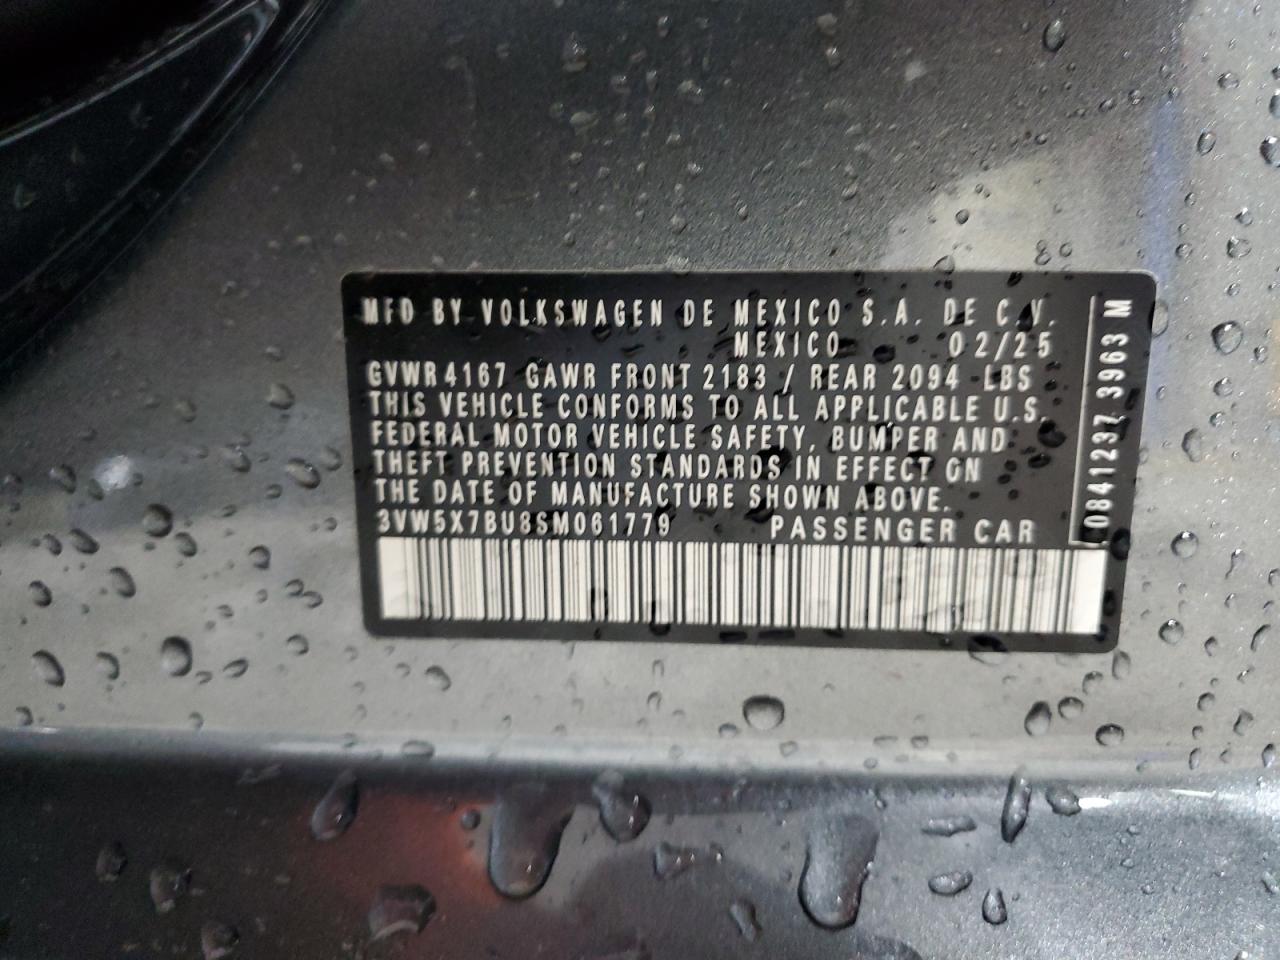 MFD BY VOLKSWAGEN DE MEXICO S.A. DE C.V.
MEXICO 02/25
GVWR 4167 GAWR FRONT 2183 / REAR 2094 LBS
THIS VEHICLE CONFORMS TO ALL APPLICABLE U.S.
FEDERAL MOTOR VEHICLE SAFETY, BUMPER AND
THEFT PREVENTION STANDARDS IN EFFECT ON
THE DATE OF MANUFACTURE SHOWN ABOVE.
3VW5X7BU8SM061779 PASSENGER CAR
0841237 3963 M